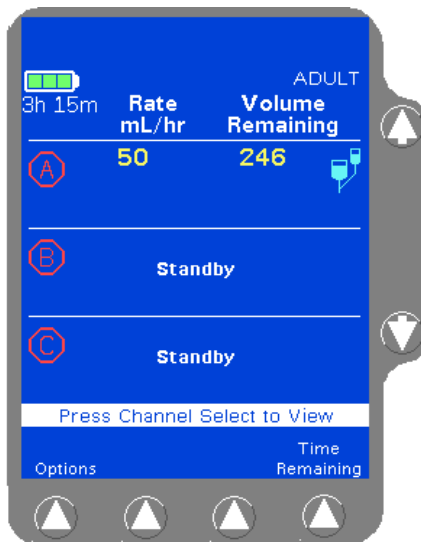 ADULT
3h 15m
Rate mL/hr
Volume Remaining
A
50
246
B
Standby
C
Standby
Press Channel Select to View
Options
Time Remaining